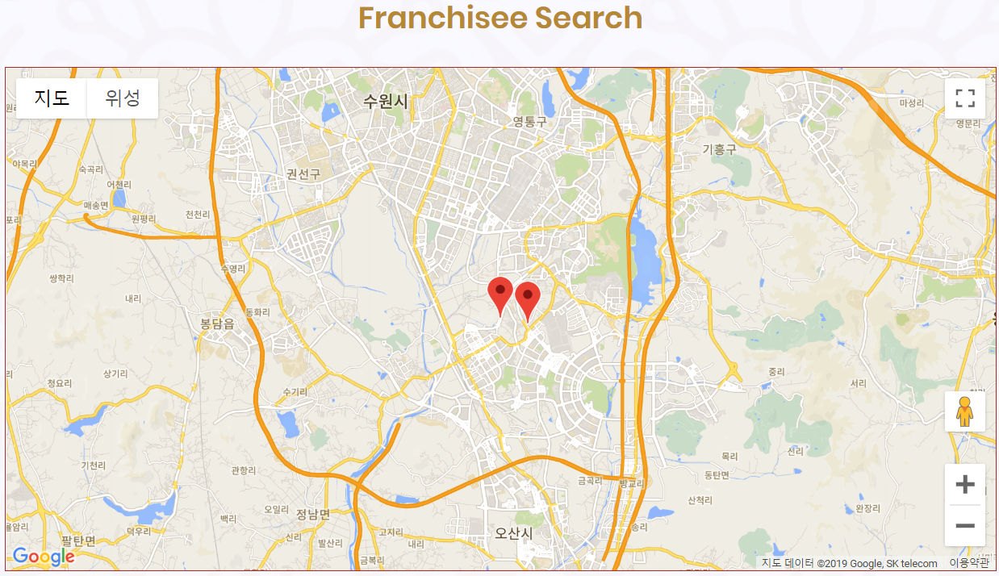 Franchisee Search
지도 위성
수원시
영통구
마성리
영문리
기흥구
야목리
숙곡리
권선구
어천리
매송면
원평리
천천리
포리
수영리
쌍학리
내리
동화리
봉담읍
상기리
중리
청요리
서리
수기리
신리
기천리
목리
관항리
동탄면
금곡리
방교리
산척리
오일리
정남면
완장리
백리
율암리
덕우리
고지리
송리
팔탄면
신리
발산리
내리
오산시
금복리
Google
지도 데이터 ©2019 Google, SK telecom 이용약관